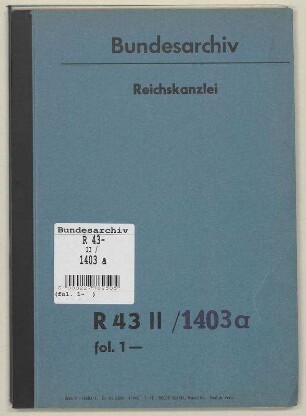 Bundesarchiv
Reichskanzlei
Bundesarchiv
R 43-
II /
1403 a
(fol. 1- )
R 43 II /1403a
fol. 1—